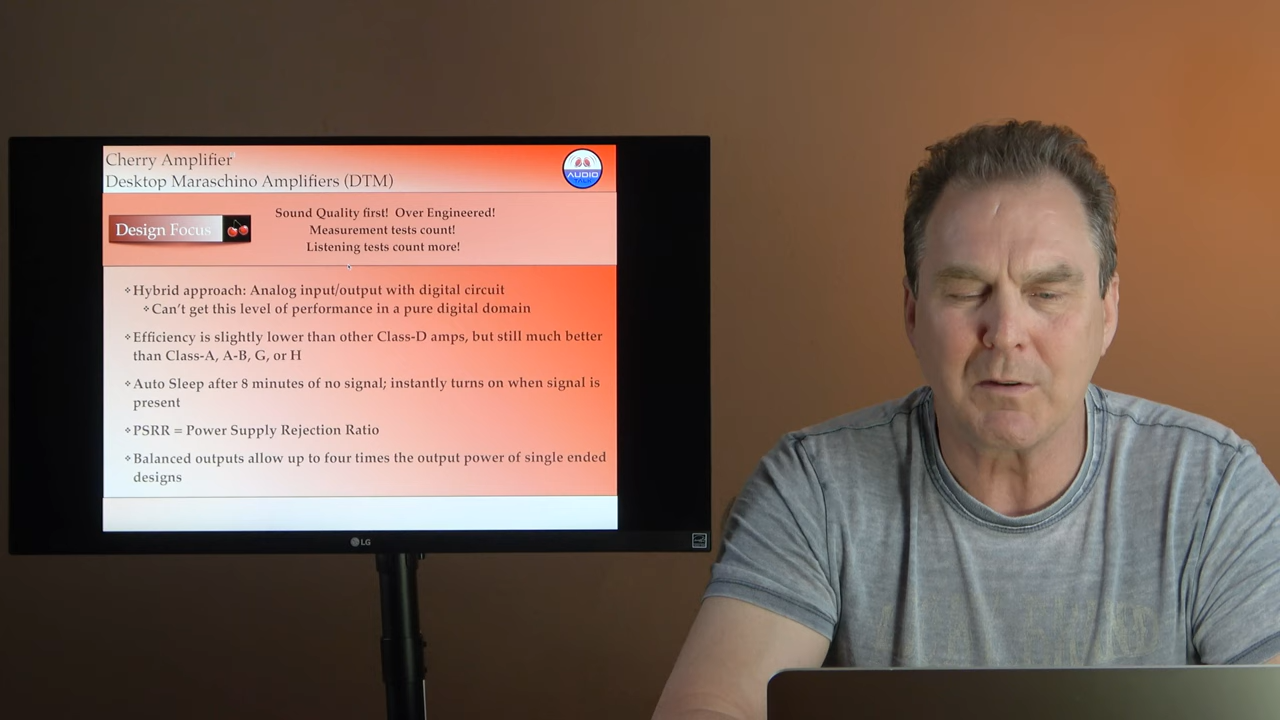 Cherry Amplifier
Desktop Maraschino Amplifiers (DTM)
AUDIO
Design Focus
Sound Quality first! Over Engineered!
Measurement tests count!
Listening tests count more!
Hybrid approach: Analog input/output with digital circuit
Can't get this level of performance in a pure digital domain
Efficiency is slightly lower than other Class-D amps, but still much better
than Class-A, A-B, G, or H
Auto Sleep after 8 minutes of no signal; instantly turns on when signal is
present
PSRR = Power Supply Rejection Ratio
Balanced outputs allow up to four times the output power of single ended
designs
LG